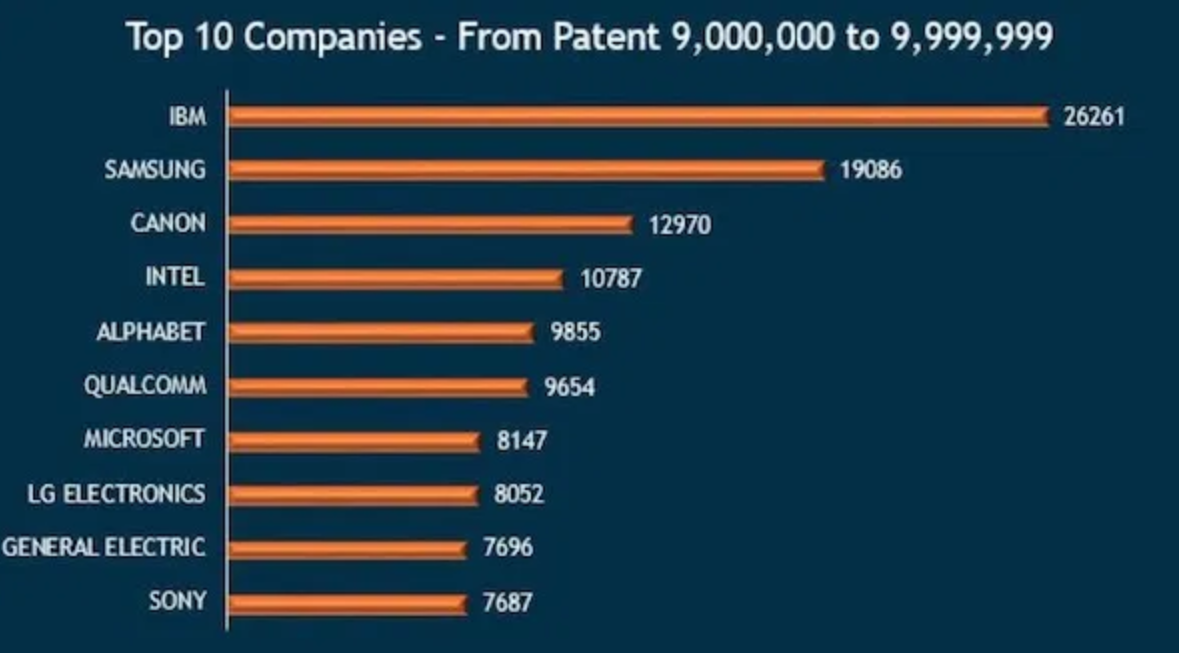 Top 10 Companies - From Patent 9,000,000 to 9,999,999
IBM 26261
SAMSUNG 19086
CANON 12970
INTEL 10787
ALPHABET 9855
QUALCOMM 9654
MICROSOFT 8147
LG ELECTRONICS 8052
GENERAL ELECTRIC 7696
SONY 7687